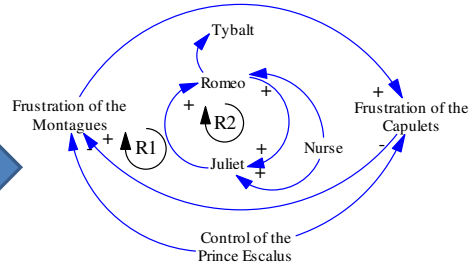 Tybalt
Romeo
+
+
+
Frustration of the
Montagues
+
-
R1
R2
+
Frustration of the
Capulets
-
Nurse
+
Juliet
+
Control of the
Prince Escalus